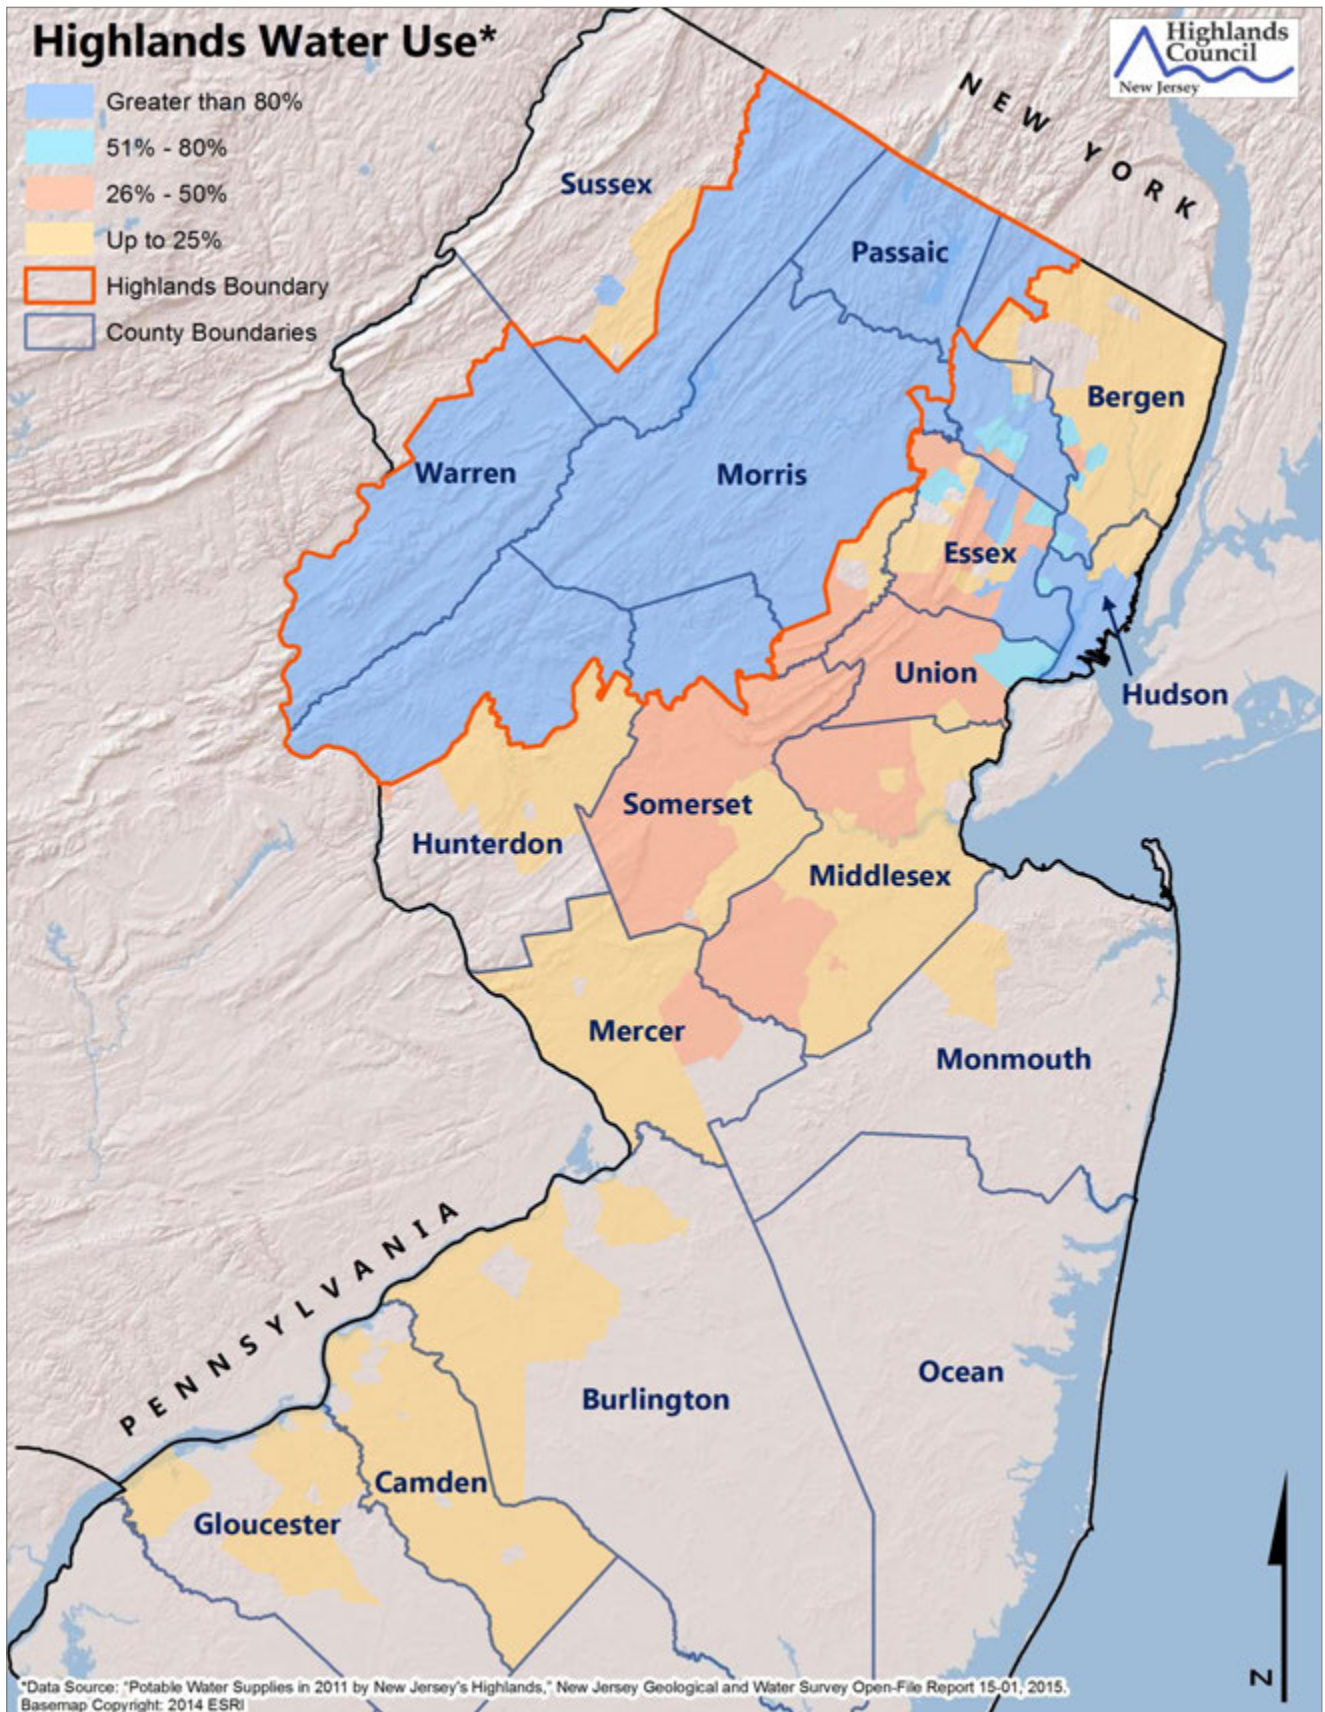 Highlands Water Use*
Greater than 80%
51% - 80%
26% - 50%
Up to 25%
Highlands Boundary
County Boundaries
Highlands
Council
New Jersey
NEW YORK
Sussex
Passaic
Bergen
Warren
Morris
Essex
Union
Hudson
Somerset
Hunterdon
Middlesex
Mercer
Monmouth
PENNSYLVANIA
Ocean
Burlington
Camden
Gloucester
N
*Data Source: "Potable Water Supplies in 2011 by New Jersey's Highlands," New Jersey Geological and Water Survey Open-File Report 15-01, 2015.
Basemap Copyright: 2014 ESRI